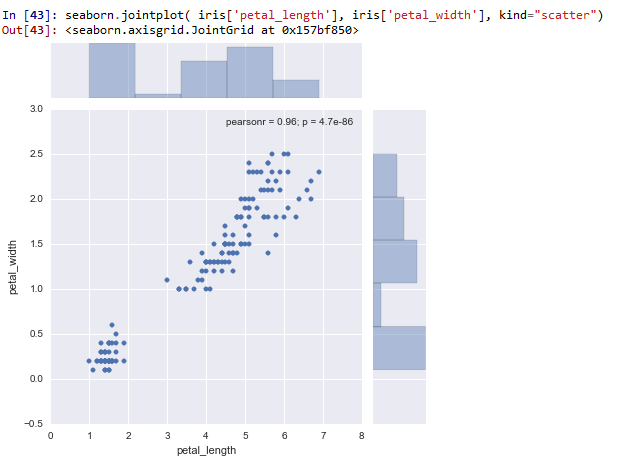 In [43]: seaborn.jointplot( iris['petal_length'], iris['petal_width'], kind="scatter")
Out[43]: <seaborn.axisgrid.JointGrid at 0x157bf850>
3.0
pearsonr = 0.96; p = 4.7e-86
2.5
2.0
1.5
petal_width
1.0
0.5
0.0
−0.5
0 1 2 3 4 5 6 7 8
petal_length